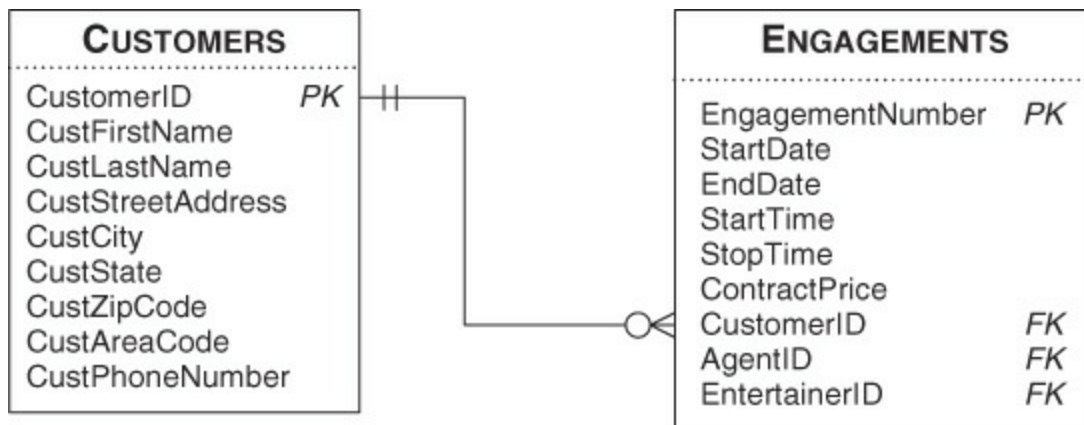 CUSTOMERS
CustomerID PK
CustFirstName
CustLastName
CustStreetAddress
CustCity
CustState
CustZipCode
CustAreaCode
CustPhoneNumber
ENGAGEMENTS
EngagementNumber PK
StartDate
EndDate
StartTime
StopTime
ContractPrice
CustomerID FK
AgentID FK
EntertainerID FK